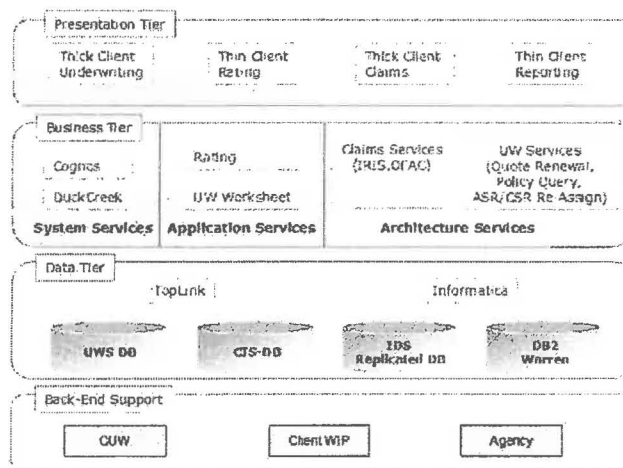 Presentation Tier
Thick Client
Underwriting
Thin Client
Rating
Thick Client
Claims
Thin Client
Reporting
Business Tier
Cognos
DuckCreek
System Services
Rating
UW Worksheet
Application Services
Claims Services
(IRIS,OFAC)
UW Services
(Quote Renewal,
Policy Query,
ASR/CSR Re-Assign)
Architecture Services
Data Tier
TopLink
Informatica
UWS DB
CTS-DB
IDS
Replicated DB
DB2
Warren
Back-End Support
CUW
Client WIP
Agency